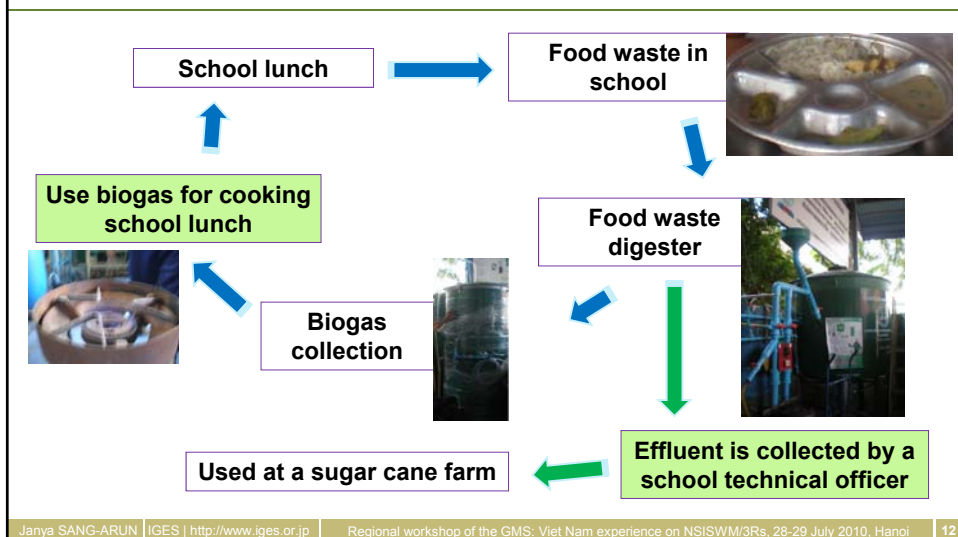 School lunch
Food waste in
school
Use biogas for cooking
school lunch
Food waste
digester
Biogas
collection
Used at a sugar cane farm
Effluent is collected by a
school technical officer
Janya SANG-ARUN IGES | http://www.iges.or.jp Regional workshop of the GMS: Viet Nam experience on NSISWM/3Rs, 28-29 July 2010, Hanoi 12